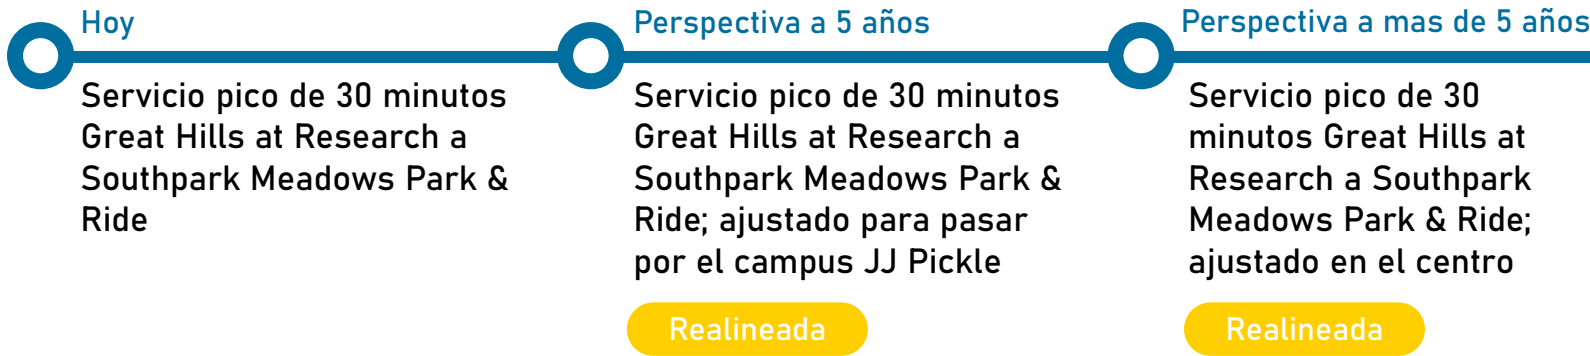 Hoy
Servicio pico de 30 minutos
Great Hills at Research a
Southpark Meadows Park &
Ride
Perspectiva a 5 años
Servicio pico de 30 minutos
Great Hills at Research a
Southpark Meadows Park &
Ride; ajustado para pasar
por el campus JJ Pickle
Realineada
Perspectiva a mas de 5 años
Servicio pico de 30
minutos Great Hills at
Research a Southpark
Meadows Park & Ride;
ajustado en el centro
Realineada